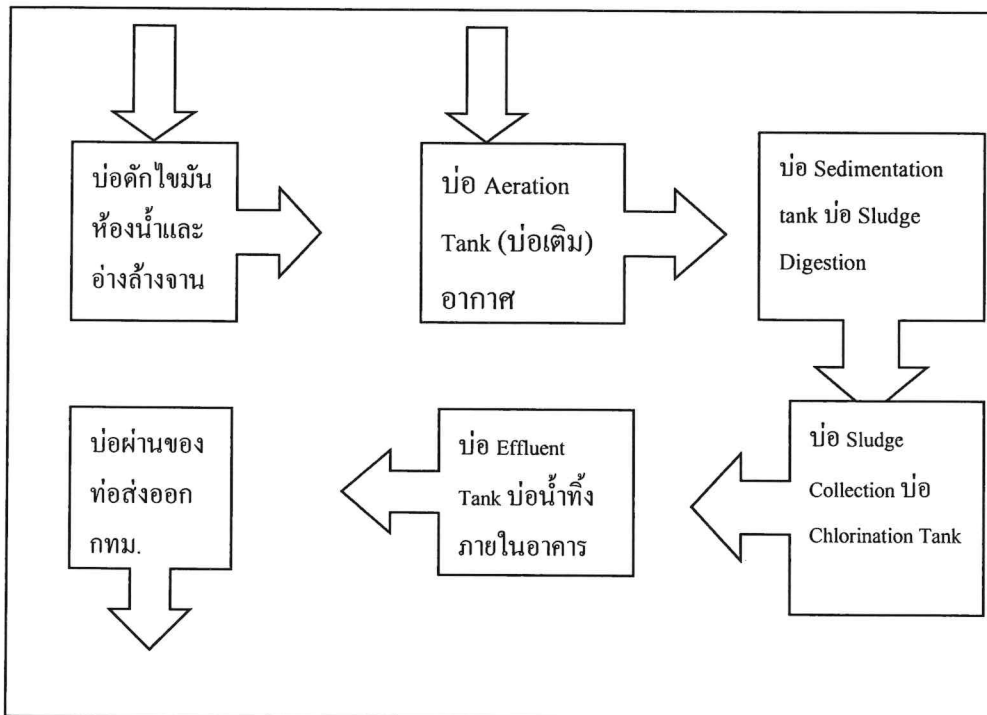 บ่อดักไขมัน
ห้องน้ำและ
อ่างล้างจาน
บ่อ Aeration
Tank (บ่อเติม)
อากาศ
บ่อ Sedimentation
tank บ่อ Sludge
Digestion
บ่อ Sludge
Collection บ่อ
Chlorination Tank
บ่อ Effluent
Tank บ่อน้ำทิ้ง
ภายในอาคาร
บ่อผ่านของ
ท่อส่งออก
กทม.